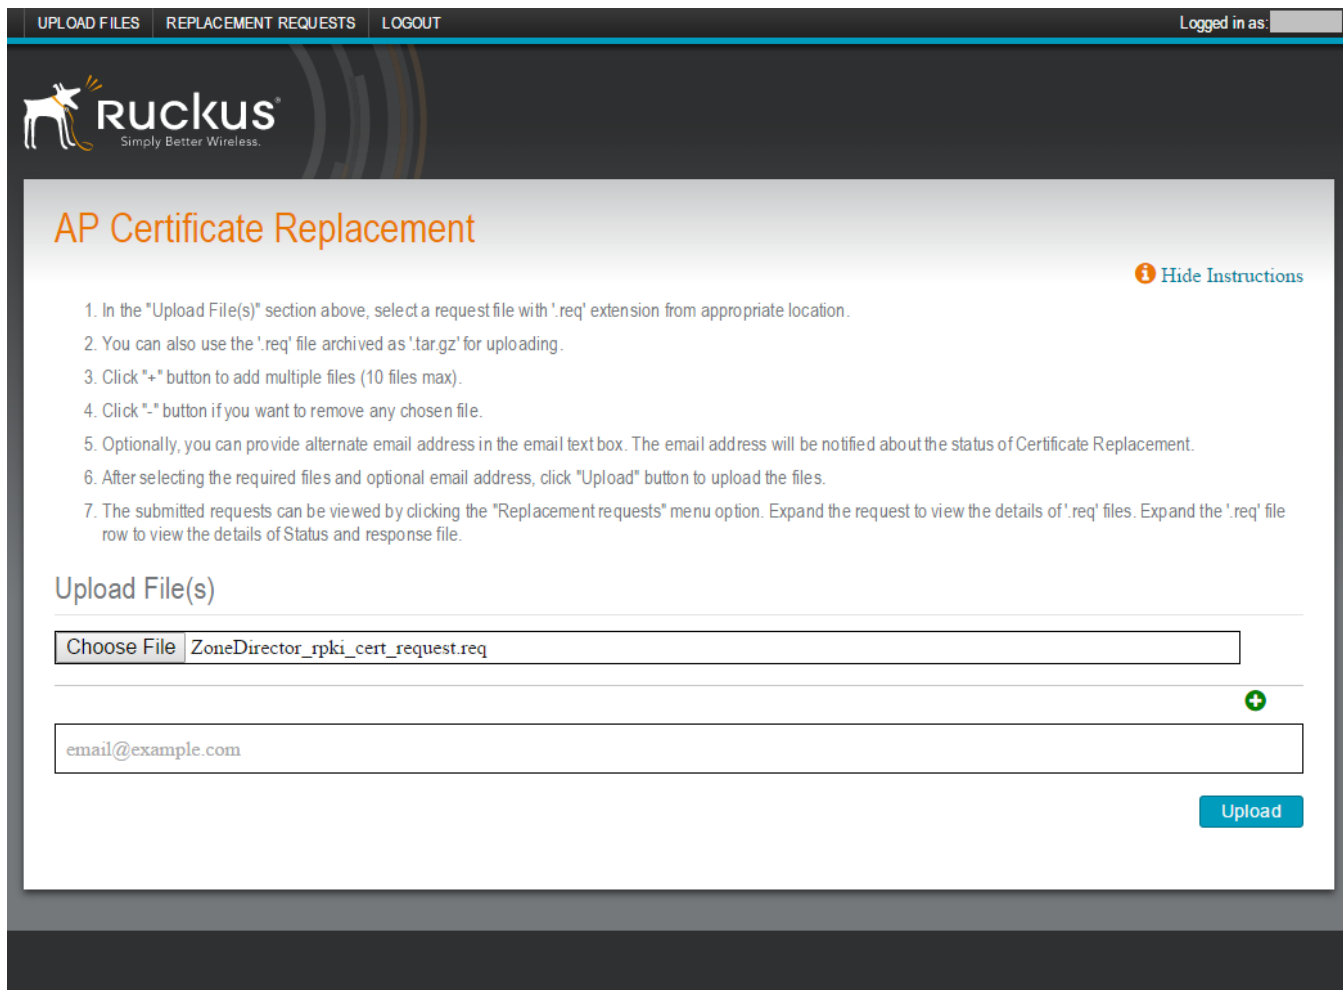 UPLOAD FILES REPLACEMENT REQUESTS LOGOUT Logged in as:
Ruckus®
Simply Better Wireless.
AP Certificate Replacement
Hide Instructions
1. In the "Upload File(s)" section above, select a request file with '.req' extension from appropriate location.
2. You can also use the '.req' file archived as '.tar.gz' for uploading.
3. Click "+" button to add multiple files (10 files max).
4. Click "-" button if you want to remove any chosen file.
5. Optionally, you can provide alternate email address in the email text box. The email address will be notified about the status of Certificate Replacement.
6. After selecting the required files and optional email address, click "Upload" button to upload the files.
7. The submitted requests can be viewed by clicking the "Replacement requests" menu option. Expand the request to view the details of '.req' files. Expand the '.req' file
row to view the details of Status and response file.
Upload File(s)
Choose File ZoneDirector_rpki_cert_request.req
email@example.com
Upload